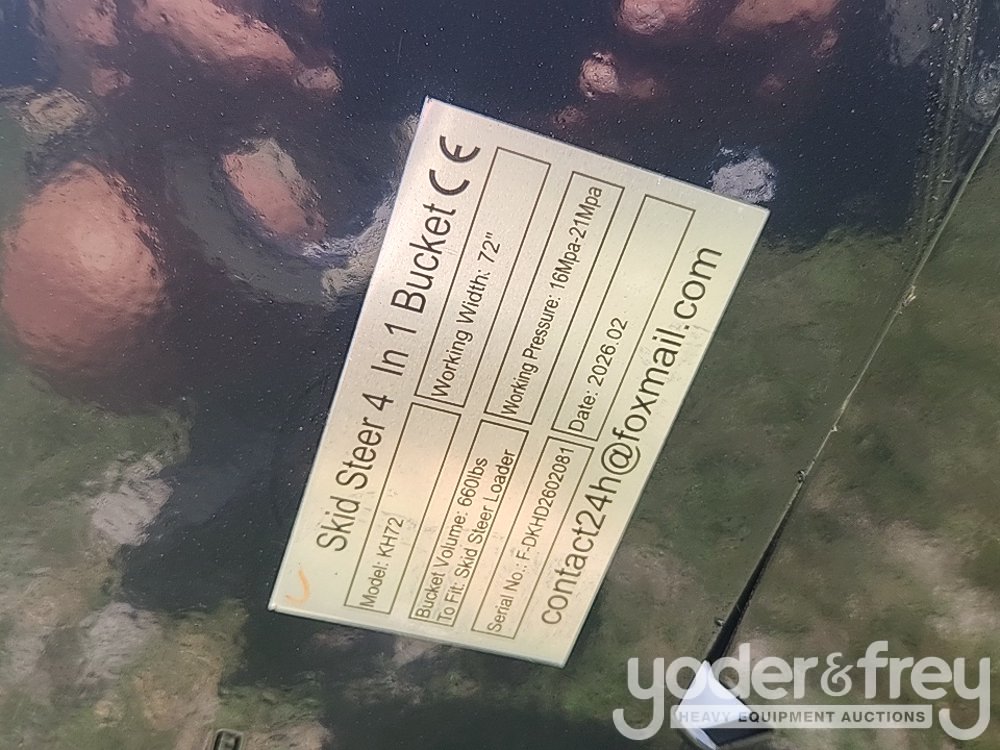 Skid Steer 4 In 1 Bucket CE
Model: KH72
Working Width: 72"
Bucket Volume: 660lbs
To Fit: Skid Steer Loader
Working Pressure: 16Mpa-21Mpa
Serial No.: F-DKHD2602081
Date: 2026.02
contact24h@foxmail.com
yoder&frey
HEAVY EQUIPMENT AUCTIONS